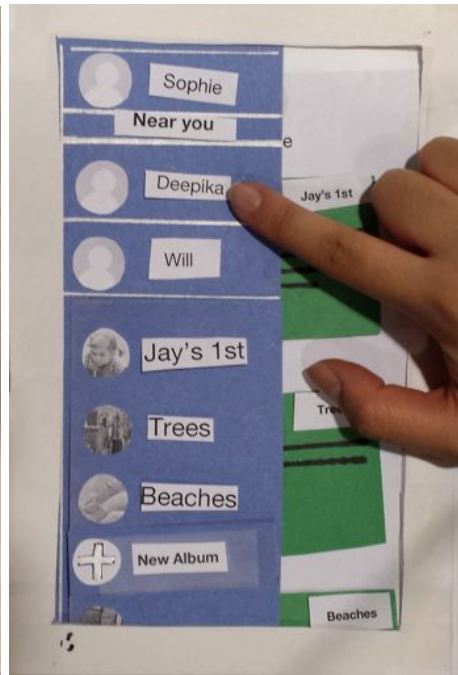 Sophie
Near you
e
Deepika
Jay's 1st
Will
Jay's 1st
Trees
Beaches
New Album
Beaches